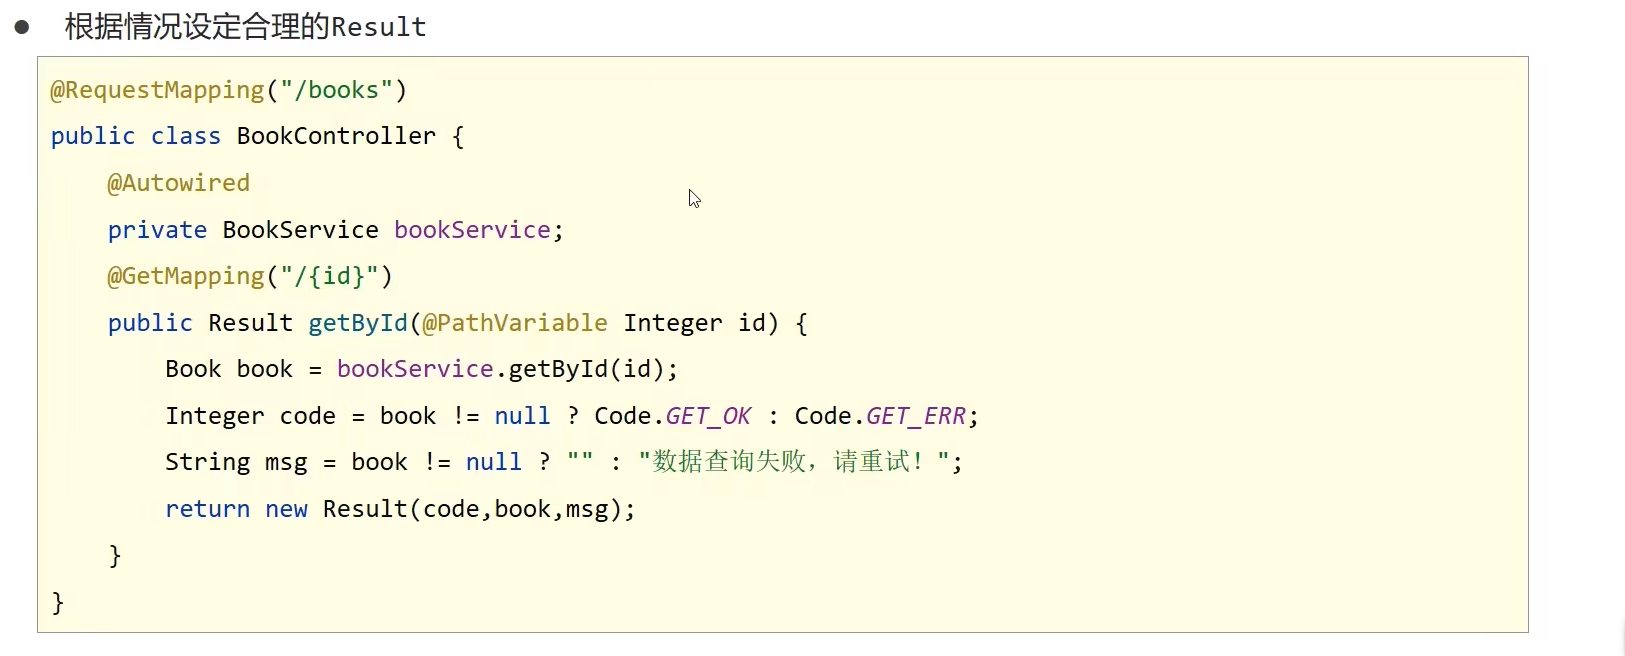 ● 根据情况设定合理的Result
@RequestMapping("/books")
public class BookController {
    @Autowired
    private BookService bookService;
    @GetMapping("/{id}")
    public Result getById(@PathVariable Integer id) {
        Book book = bookService.getById(id);
        Integer code = book != null ? Code.GET_OK : Code.GET_ERR;
        String msg = book != null ? "" : "数据查询失败，请重试！";
        return new Result(code,book,msg);
    }
}